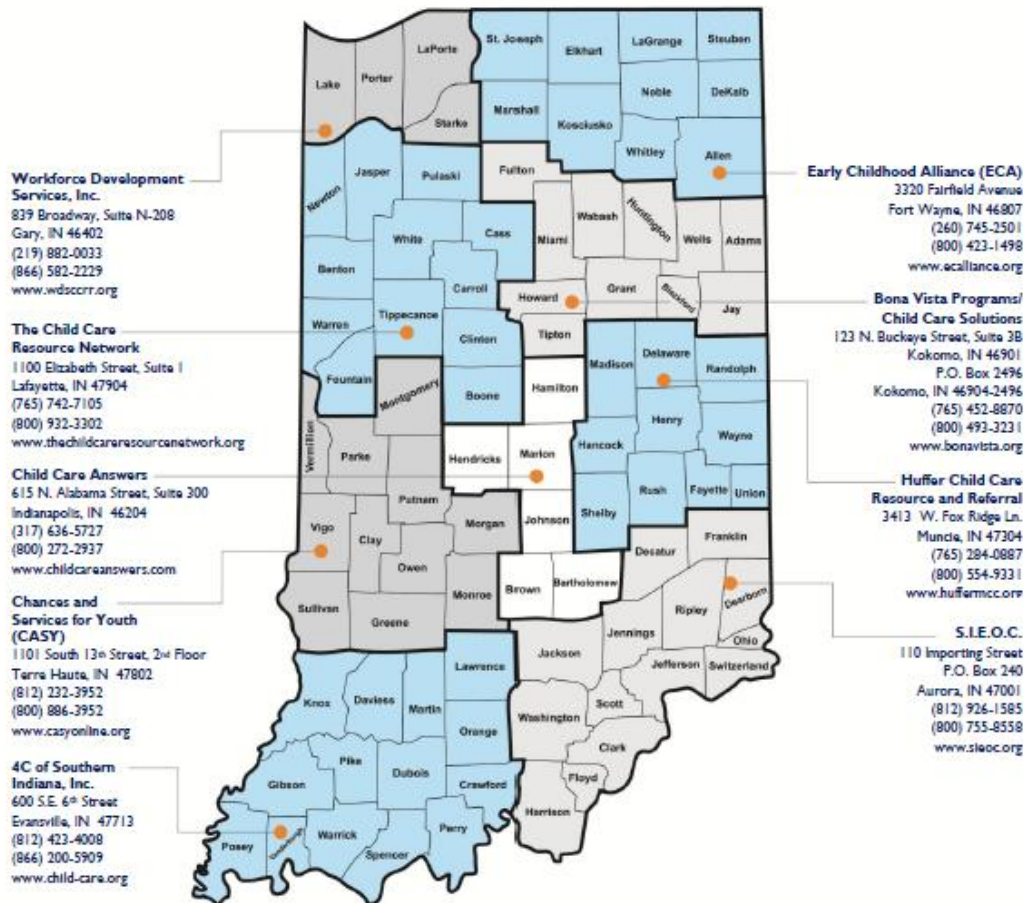 Workforce Development
Services, Inc.
839 Broadway, Suite N-208
Gary, IN 46402
(219) 882-0033
(866) 582-2229
www.wdsccrr.org
The Child Care
Resource Network
1100 Elizabeth Street, Suite 1
Lafayette, IN 47904
(765) 742-7105
(800) 932-3302
www.thechildcareresourcenetwork.org
Child Care Answers
615 N. Alabama Street, Suite 300
Indianapolis, IN 46204
(317) 636-5727
(800) 272-2937
www.childcareanswers.com
Chances and
Services for Youth
(CASY)
1101 South 13th Street, 2nd Floor
Terre Haute, IN 47802
(812) 232-3952
(800) 886-3952
www.casyonline.org
4C of Southern
Indiana, Inc.
600 S.E. 6th Street
Evansville, IN 47713
(812) 423-4008
(866) 200-5909
www.child-care.org
Lake
Porter
LaPorte
Starke
St. Joseph
Elkhart
LaGrange
Steuben
Noble
DeKalb
Marshall
Kosciusko
Whitley
Allen
Newton
Jasper
Pulaski
Fulton
White
Cass
Miami
Wabash
Huntington
Wells
Adams
Benton
Carroll
Howard
Grant
Blackford
Jay
Warren
Tippecanoe
Clinton
Tipton
Fountain
Montgomery
Boone
Hamilton
Madison
Delaware
Randolph
Henry
Wayne
Vermillion
Parke
Putnam
Hendricks
Marion
Hancock
Rush
Fayette
Union
Shelby
Vigo
Clay
Owen
Morgan
Johnson
Decatur
Franklin
Sullivan
Greene
Monroe
Brown
Bartholomew
Dearborn
Ripley
Jennings
Ohio
Knox
Daviess
Martin
Lawrence
Jackson
Jefferson
Switzerland
Orange
Washington
Scott
Clark
Gibson
Pike
Dubois
Crawford
Floyd
Harrison
Posey
Vanderburgh
Warrick
Spencer
Perry
Early Childhood Alliance (ECA)
3320 Fairfield Avenue
Fort Wayne, IN 46807
(260) 745-2501
(800) 423-1498
www.ecalliance.org
Bona Vista Programs/
Child Care Solutions
123 N. Buckeye Street, Suite 3B
Kokomo, IN 46901
P.O. Box 2496
Kokomo, IN 46904-2496
(765) 452-8870
(800) 493-3231
www.bonavista.org
Huffer Child Care
Resource and Referral
3413 W. Fox Ridge Ln.
Muncie, IN 47304
(765) 284-0887
(800) 554-9331
www.huffermcc.org
S.I.E.O.C.
110 Importing Street
P.O. Box 240
Aurora, IN 47001
(812) 926-1585
(800) 755-8558
www.sieoc.org